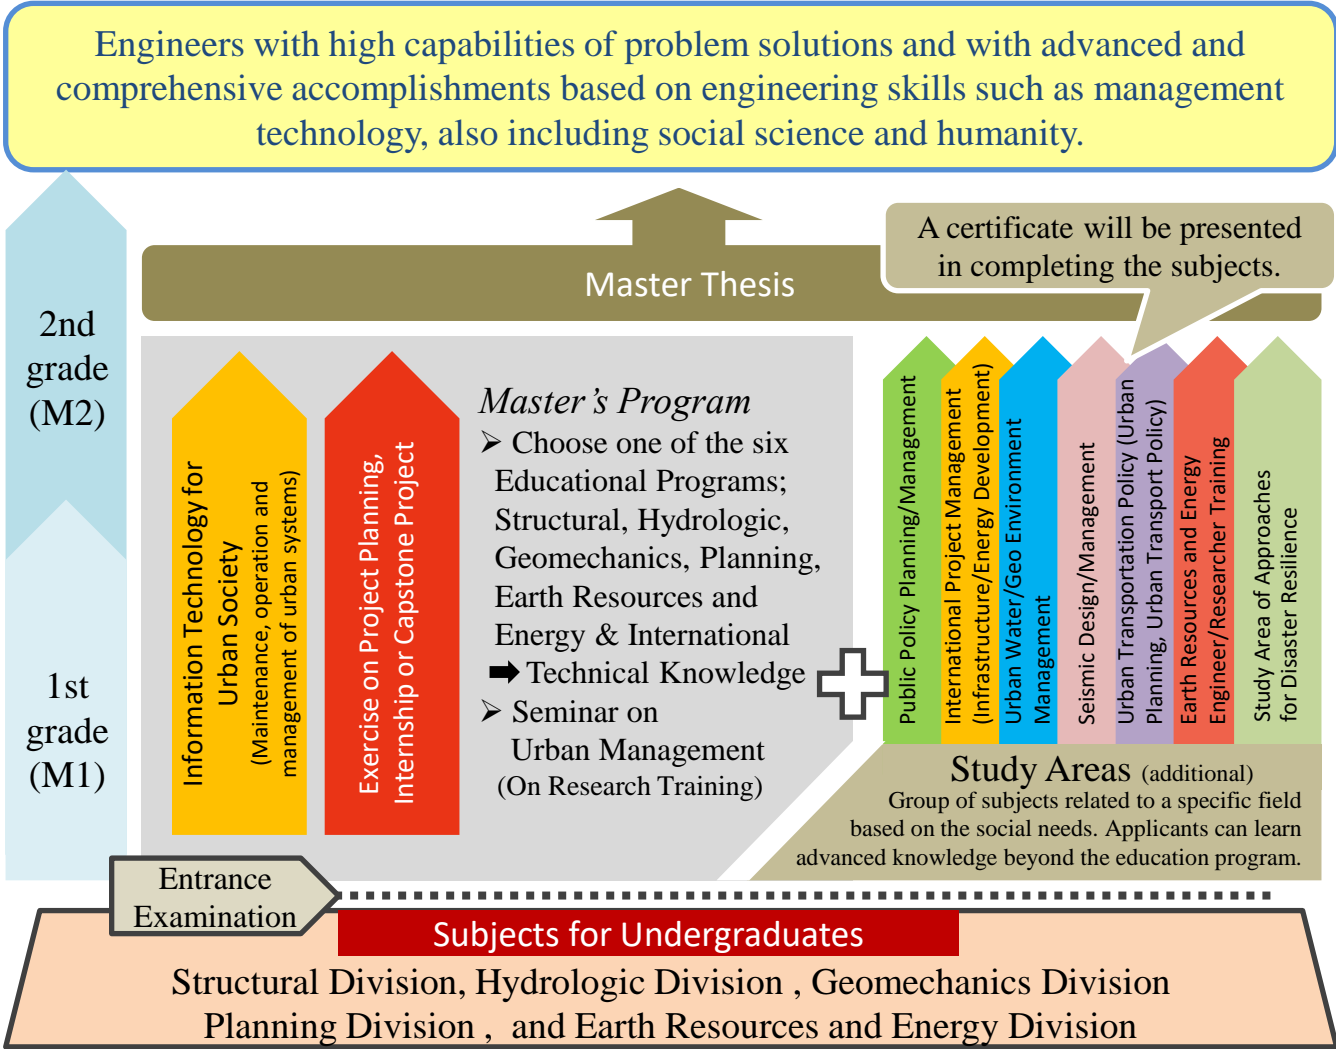 Engineers with high capabilities of problem solutions and with advanced and
comprehensive accomplishments based on engineering skills such as management
technology, also including social science and humanity.
A certificate will be presented
in completing the subjects.
Master Thesis
2nd
grade
(M2)
1st
grade
(M1)
Information Technology for
Urban Society
(Maintenance, operation and
management of urban systems)
Exercise on Project Planning,
Internship or Capstone Project
Master's Program
➢ Choose one of the six
Educational Programs;
Structural, Hydrologic,
Geomechanics, Planning,
Earth Resources and
Energy & International
➡ Technical Knowledge
➢ Seminar on
Urban Management
(On Research Training)
Public Policy Planning/Management
International Project Management
(Infrastructure/Energy Development)
Urban Water/Geo Environment
Management
Seismic Design/Management
Urban Transportation Policy (Urban
Planning, Urban Transport Policy)
Earth Resources and Energy
Engineer/Researcher Training
Study Area of Approaches
for Disaster Resilience
Study Areas (additional)
Group of subjects related to a specific field
based on the social needs. Applicants can learn
advanced knowledge beyond the education program.
Entrance
Examination
Subjects for Undergraduates
Structural Division, Hydrologic Division , Geomechanics Division
Planning Division , and Earth Resources and Energy Division